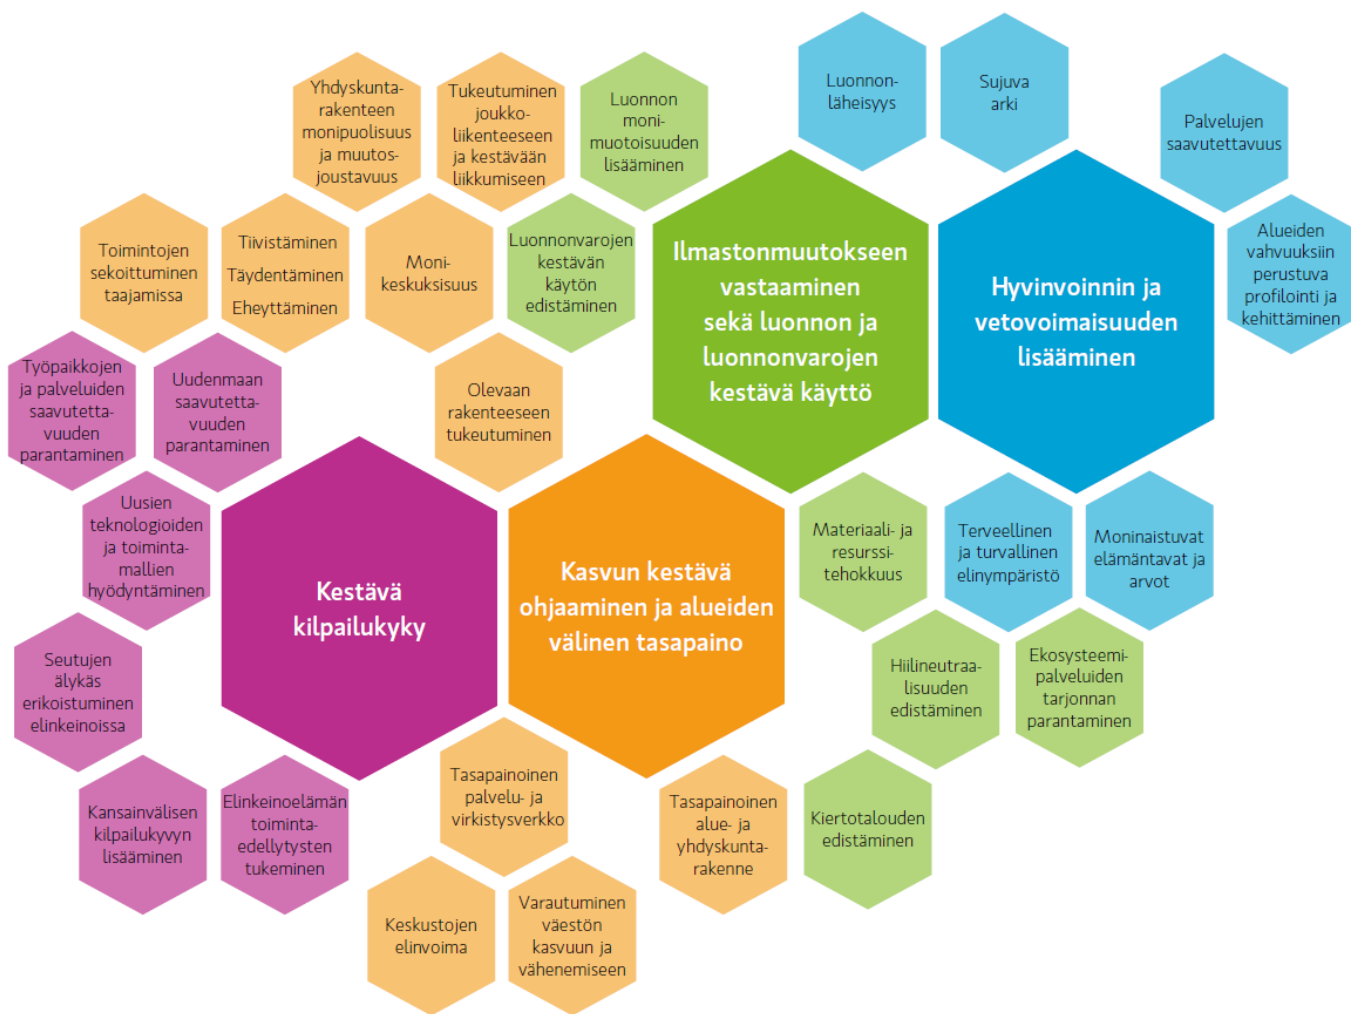 Luonnon-
läheisyys
Sujuva
arki
Yhdyskunta-
rakenteen
monipuolisuus
ja muutos-
joustavuus
Tukeutuminen
joukko-
liikenteeseen
ja kestävään
liikkumiseen
Luonnon
moni-
muotoisuuden
lisääminen
Palvelujen
saavutettavuus
Toimintojen
sekoittuminen
taajamissa
Tiivistäminen
Täydentäminen
Eheyttäminen
Moni-
keskuksisuus
Luonnonvarojen
kestävän
käytön
edistäminen
Ilmastonmuutokseen
vastaaminen
sekä luonnon ja
luonnonvarojen
kestävä käyttö
Hyvinvoinnin ja
vetovoimaisuuden
lisääminen
Alueiden
vahvuuksiin
perustuva
profilointi ja
kehittäminen
Työpaikkojen
ja palveluiden
saavutetta-
vuuden
parantaminen
Uudenmaan
saavutetta-
vuuden
parantaminen
Olevaan
rakenteeseen
tukeutuminen
Uusien
teknologioiden
ja toiminta-
mallien
hyödyntäminen
Kestävä
kilpailukyky
Kasvun kestävä
ohjaaminen ja alueiden
välinen tasapaino
Materiaali- ja
resurssi-
tehokkuus
Terveellinen
ja turvallinen
elinympäristö
Moninaistuvat
elämäntavat ja
arvot
Seutujen
älykäs
erikoistuminen
elinkeinoissa
Hiilineutraa-
lisuuden
edistäminen
Ekosysteemi-
palveluiden
tarjonnan
parantaminen
Kansainvälisen
kilpailukyvyn
lisääminen
Elinkeinoelämän
toiminta-
edellytysten
tukeminen
Tasapainoinen
palvelu- ja
virkistysverkko
Tasapainoinen
alue- ja
yhdyskunta-
rakenne
Kiertotalouden
edistäminen
Keskustojen
elinvoima
Varautuminen
väestön
kasvuun ja
vähenemiseen